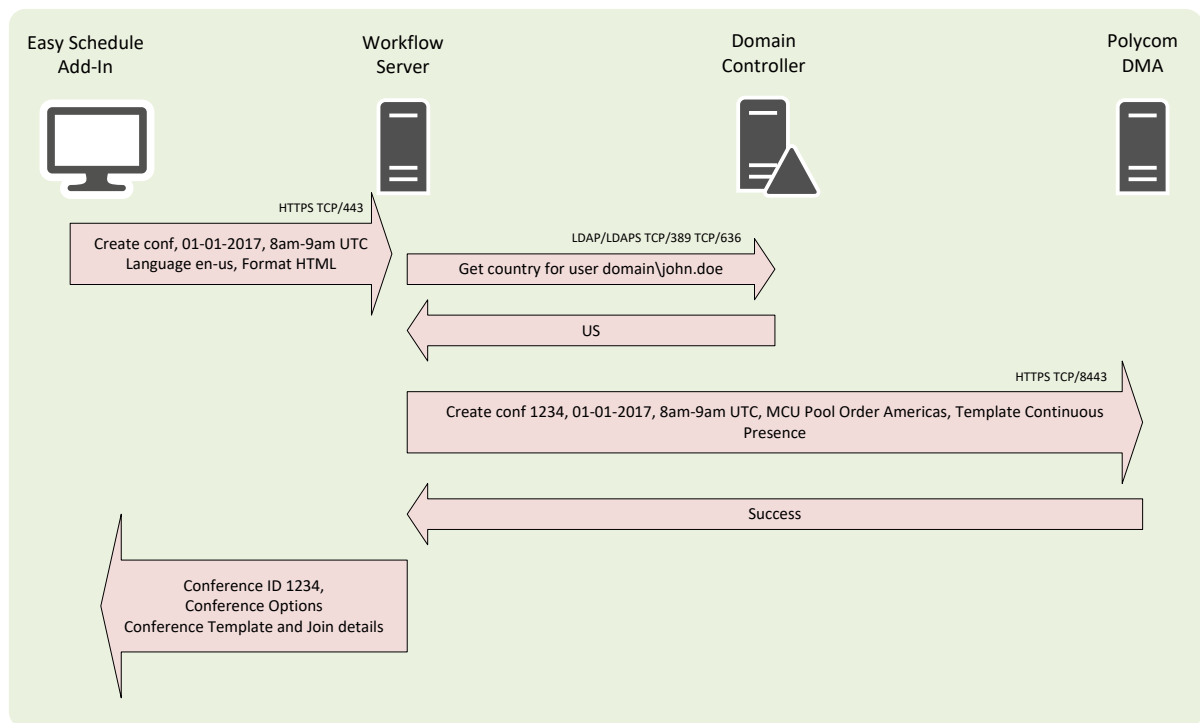 Easy Schedule
Add-In
Workflow
Server
Domain
Controller
Polycom
DMA
HTTPS TCP/443
Create conf, 01-01-2017, 8am-9am UTC
Language en-us, Format HTML
LDAP/LDAPS TCP/389 TCP/636
Get country for user domain\john.doe
US
HTTPS TCP/8443
Create conf 1234, 01-01-2017, 8am-9am UTC, MCU Pool Order Americas, Template Continuous
Presence
Success
Conference ID 1234,
Conference Options
Conference Template and Join details